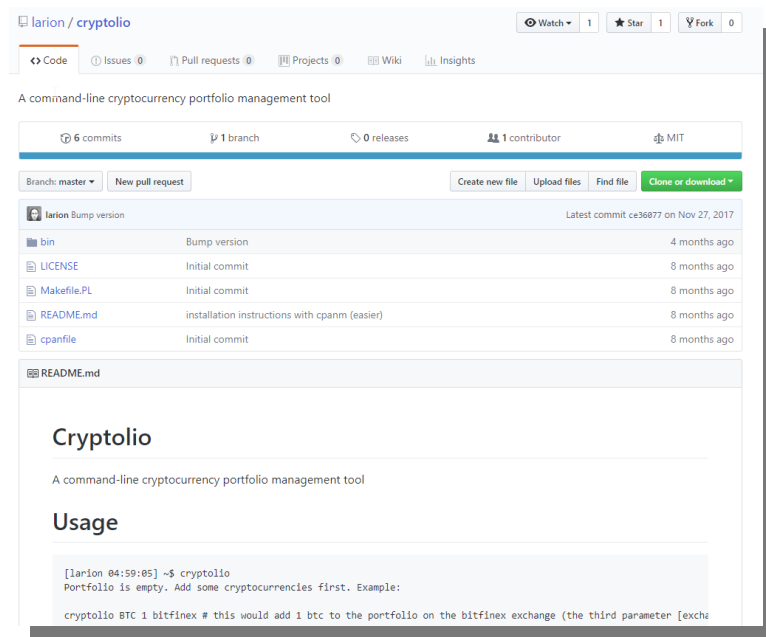 larion / cryptolio
Watch 1 Star 1 Fork 0
Code Issues 0 Pull requests 0 Projects 0 Wiki Insights
A command-line cryptocurrency portfolio management tool
6 commits 1 branch 0 releases 1 contributor MIT
Branch: master New pull request Create new file Upload files Find file Clone or download
larion Bump version Latest commit ce36077 on Nov 27, 2017
bin Bump version 4 months ago
LICENSE Initial commit 8 months ago
Makefile.PL Initial commit 8 months ago
README.md installation instructions with cpanm (easier) 8 months ago
cpanfile Initial commit 8 months ago
README.md
Cryptolio
A command-line cryptocurrency portfolio management tool
Usage
[larion 04:59:05] ~$ cryptolio
Portfolio is empty. Add some cryptocurrencies first. Example:
cryptolio BTC 1 bitfinex # this would add 1 btc to the portfolio on the bitfinex exchange (the third parameter [excha